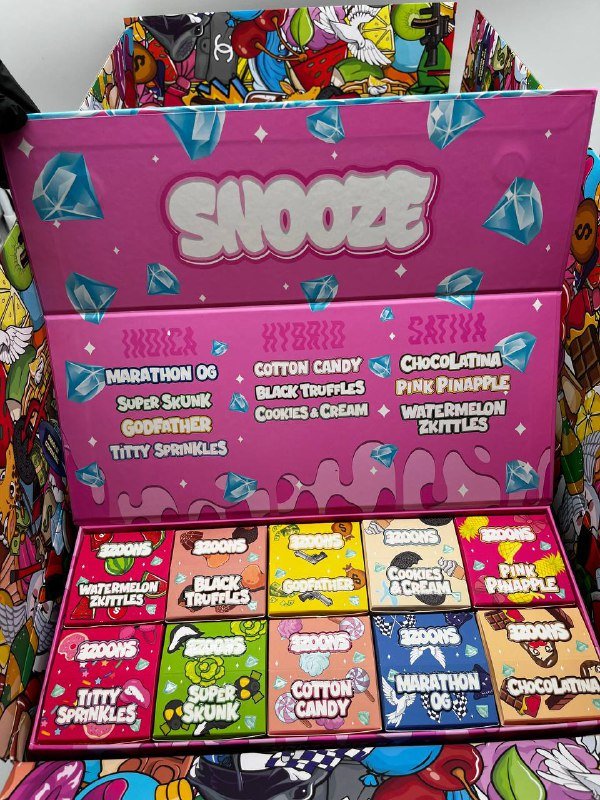 SNOOZE
INDICA
MARATHON OG
SUPER SKUNK
GODFATHER
TITTY SPRINKLES
HYBRID
COTTON CANDY
BLACK TRUFFLES
COOKIES & CREAM
SATIVA
CHOCOLATINA
PINK PINAPPLE
WATERMELON
ZKITTLES
3ZOONS
WATERMELON
ZKITTLES
3ZOONS
BLACK
TRUFFLES
3ZOONS
GODFATHER
3ZOONS
COOKIES
& CREAM
3ZOONS
PINK
PINAPPLE
3ZOONS
TITTY
SPRINKLES
3ZOONS
SUPER
SKUNK
3ZOONS
COTTON
CANDY
3ZOONS
MARATHON
OG
3ZOONS
CHOCOLATINA